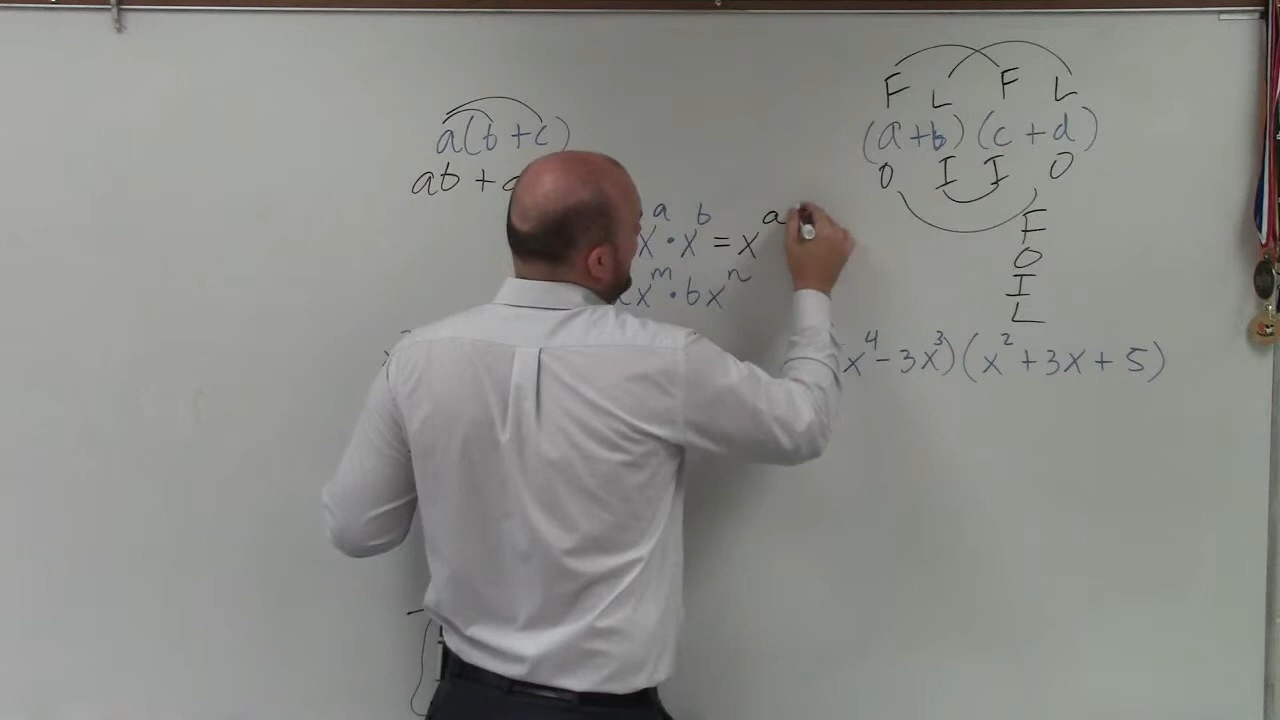 a(b + c)
ab +
x^a · x^b = x^a
x^m · bx^n
F L F L
(a + b)(c + d)
O I I O
F
O
I
L
x^4 - 3x^3)(x^2 + 3x + 5)